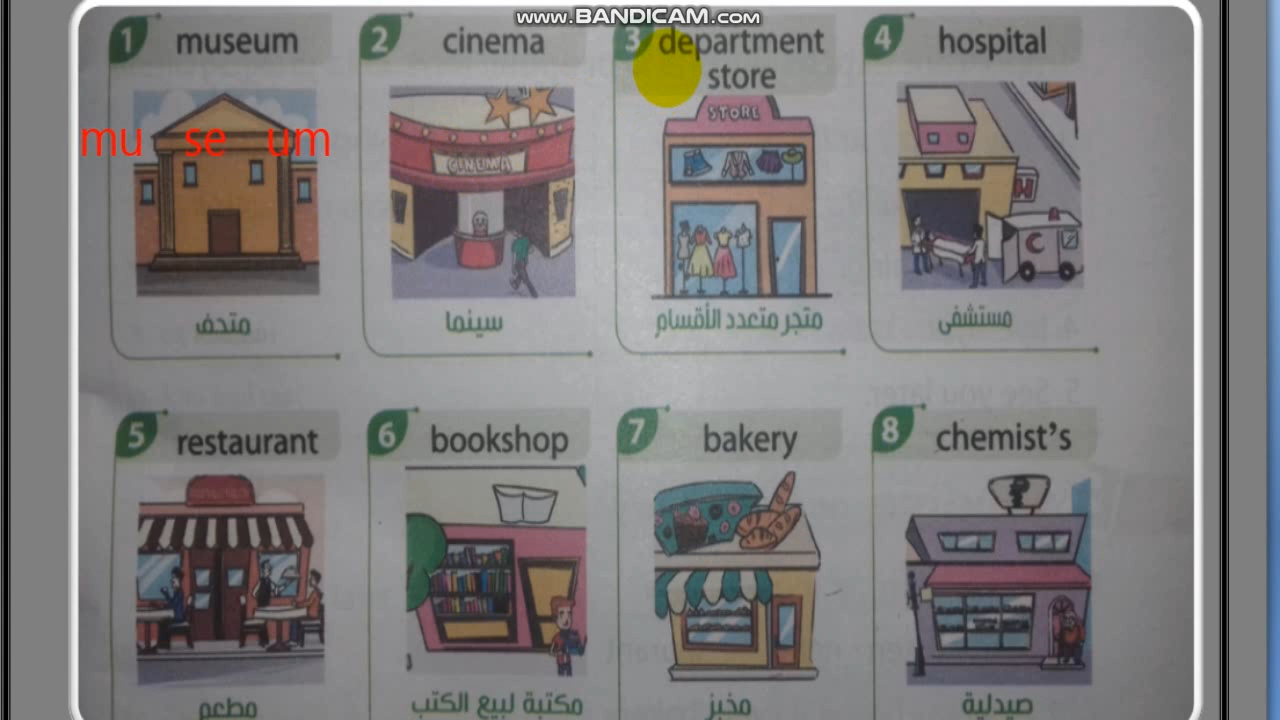 www.BANDICAM.com
1 museum
2 cinema
3 department store
4 hospital
mu se um
CINEMA
STORE
H
متحف
سينما
متجر متعدد الأقسام
مستشفى
5 restaurant
6 bookshop
7 bakery
8 chemist's
مطعم
مكتبة لبيع الكتب
مخبز
صيدلية